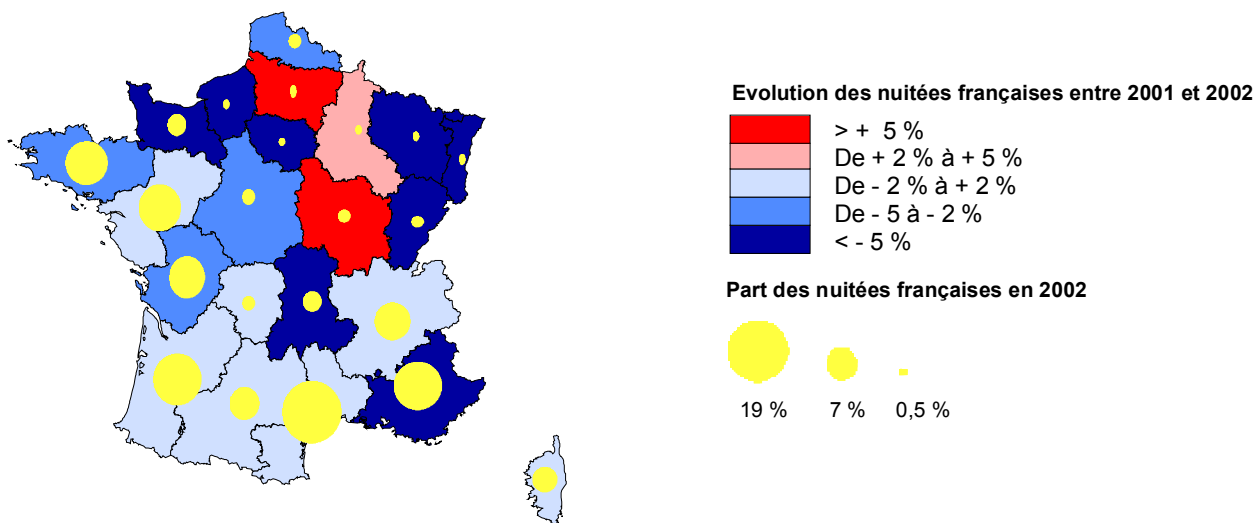 Evolution des nuitées françaises entre 2001 et 2002
> + 5 %
De + 2 % à + 5 %
De - 2 % à + 2 %
De - 5 à - 2 %
< - 5 %
Part des nuitées françaises en 2002
19 % 7 % 0,5 %